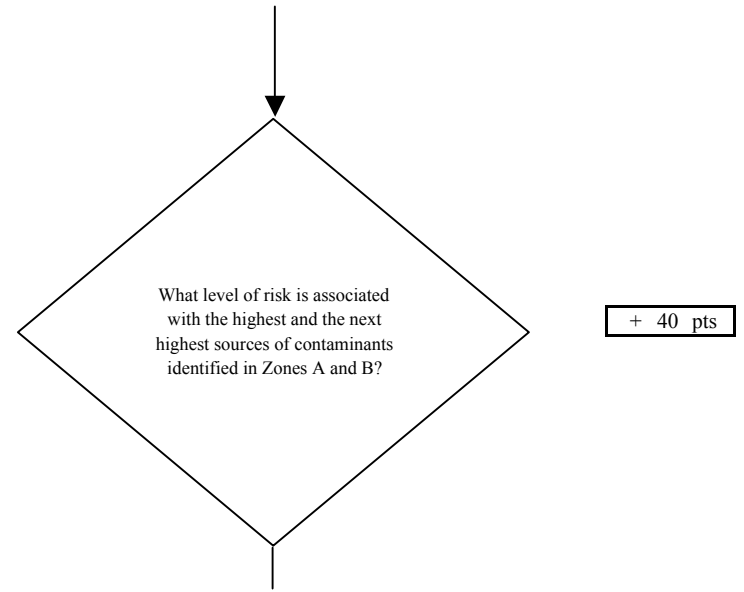 What level of risk is associated
with the highest and the next
highest sources of contaminants
identified in Zones A and B?
+ 40 pts